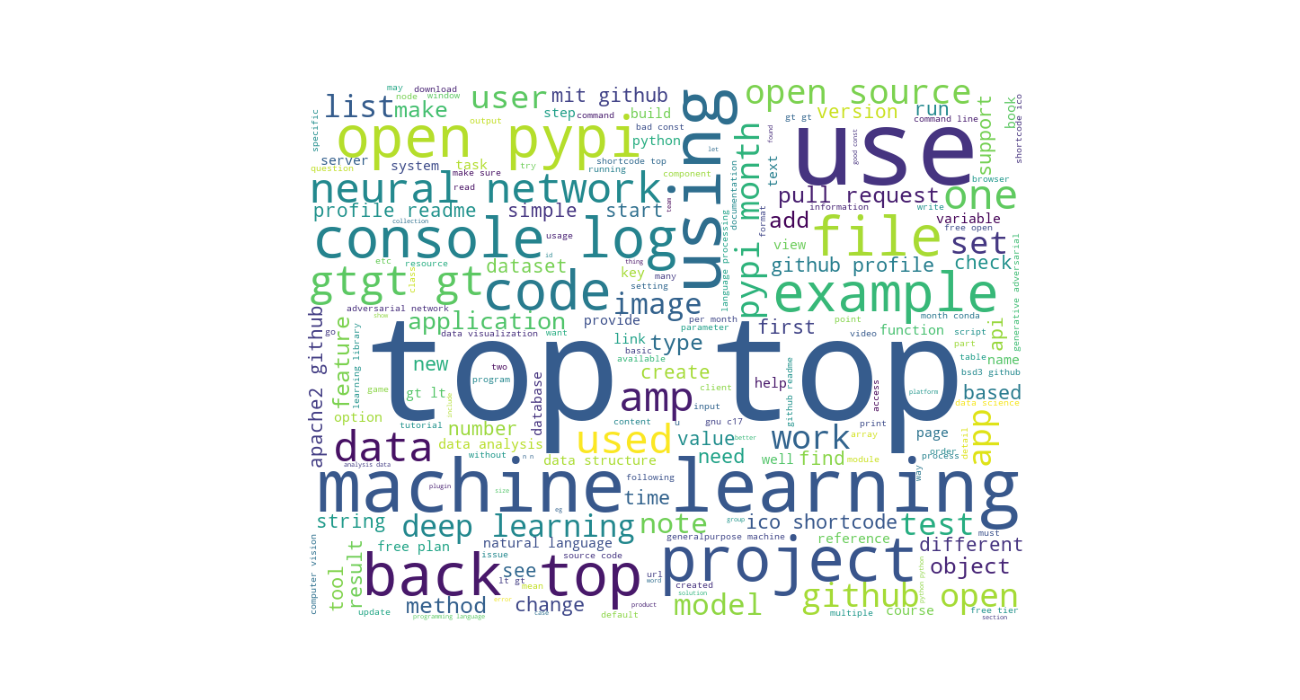 may
download
node
window
list
make
user
mit github
open source
version
run
book
shortcode ico
specific
output
step
command
build
bad const
python
using
gt gt
command line
support
open pypi
use
good const
found
server
system
task
try
shortcode top
running
let
text
question
make sure
read
component
documentation
pypi month
browser
neural network
team
pull request
one
information
write
profile readme
simple
start
format
add
variable
free open
collection
console log
usage
id
language processing
view
file
set
generative adversarial
etc
resource
class
dataset
thing
key
many
setting
github profile
check
gtgt gt
code
image
example
adversarial network
go
show
application
provide
per month
parameter
first
point
month conda
apache2 github
feature
learning library
data visualization
want
link
basic
type
video
function
script
api
part
top top
new
two
program
available
create
github readme
help
access
table
name
bsd3 github
platform
based
game
gt lt
include
database
amp
client
input
print
data science
option
tutorial
number
content
u
gnu c17
used
value
better
work
array
page
detail
app
data
data analysis
without
n n
data structure
need
well
find
module
order
process
way
analysis data
plugin
size
following
machine learning
eg
time
string
deep learning
note
group
ico shortcode
test
must
computer vision
free plan
natural language
issue
source code
generalpurpose machine
reference
different
tool
result
back top
see
lt gt
mean
url
word
created
project
object
python python
solution
update
method
error
change
case
product
default
model
multiple
github open
course
free tier
section
programming language